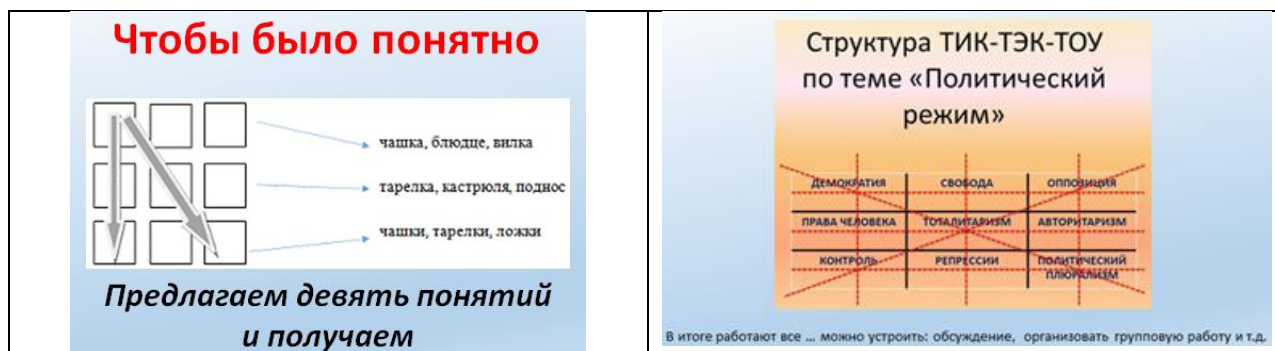 Чтобы было понятно
чашка, блюдце, вилка
тарелка, кастрюля, поднос
чашки, тарелки, ложки
Предлагаем девять понятий
и получаем
Структура ТИК-ТЭК-ТОУ
по теме «Политический
режим»
ДЕМОКРАТИЯ СВОБОДА ОППОЗИЦИЯ
ПРАВА ЧЕЛОВЕКА ТОТАЛИТАРИЗМ АВТОРИТАРИЗМ
КОНТРОЛЬ РЕПРЕССИИ ПОЛИТИЧЕСКИЙ
ПЛЮРАЛИЗМ
В итоге работают все ... можно устроить: обсуждение, организовать групповую работу и т.д.